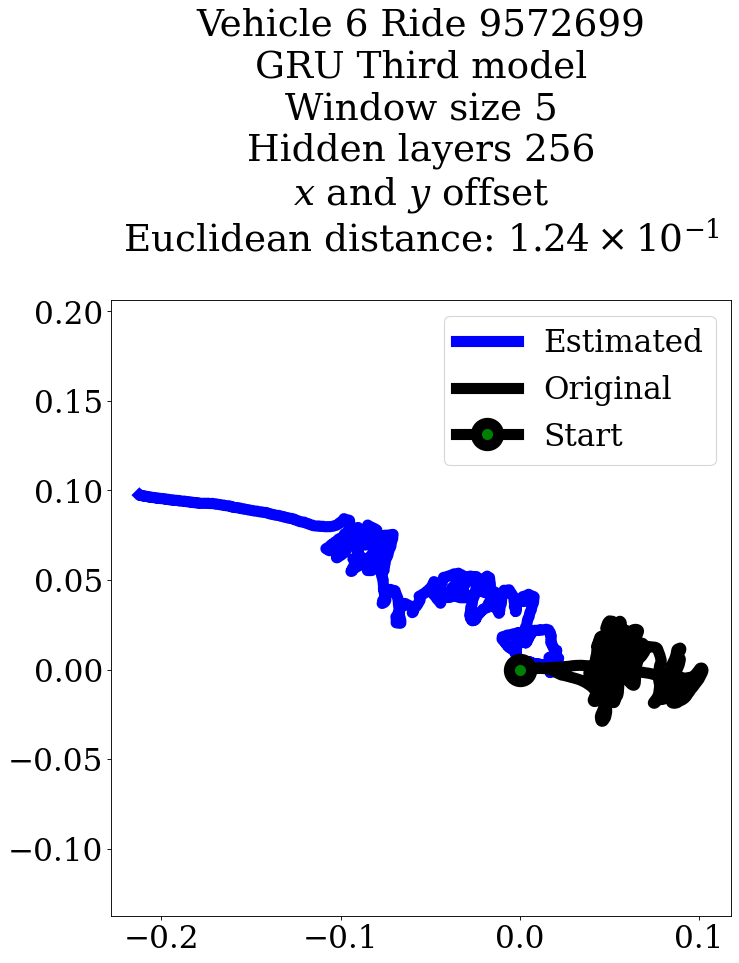 Vehicle 6 Ride 9572699
GRU Third model
Window size 5
Hidden layers 256
x and y offset
Euclidean distance: 1.24 × 10⁻¹
Estimated
Original
Start
0.20
0.15
0.10
0.05
0.00
−0.05
−0.10
−0.2 −0.1 0.0 0.1